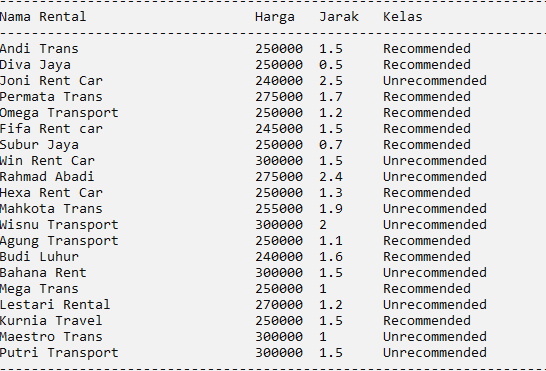 Nama Rental Harga Jarak Kelas
Andi Trans 250000 1.5 Recommended
Diva Jaya 250000 0.5 Recommended
Joni Rent Car 240000 2.5 Unrecommended
Permata Trans 275000 1.7 Recommended
Omega Transport 250000 1.2 Recommended
Fifa Rent car 245000 1.5 Recommended
Subur Jaya 250000 0.7 Recommended
Win Rent Car 300000 1.5 Unrecommended
Rahmad Abadi 275000 2.4 Unrecommended
Hexa Rent Car 250000 1.3 Recommended
Mahkota Trans 255000 1.9 Unrecommended
Wisnu Transport 300000 2 Unrecommended
Agung Transport 250000 1.1 Recommended
Budi Luhur 240000 1.6 Recommended
Bahana Rent 300000 1.5 Unrecommended
Mega Trans 250000 1 Recommended
Lestari Rental 270000 1.2 Unrecommended
Kurnia Travel 250000 1.5 Recommended
Maestro Trans 300000 1 Unrecommended
Putri Transport 300000 1.5 Unrecommended